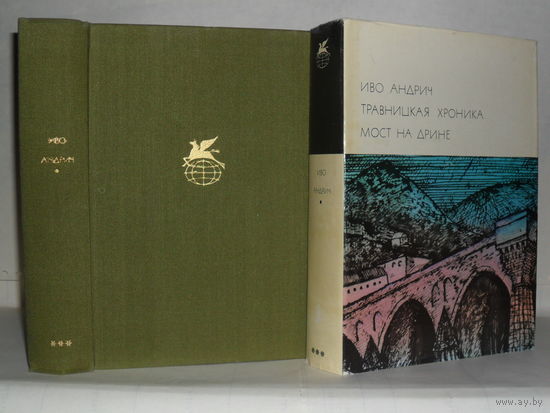 ИВО
АНДРИЧ
ИВО
АНДРИЧ
ИВО АНДРИЧ
ТРАВНИЦКАЯ ХРОНИКА
МОСТ НА ДРИНЕ
www.ay.by